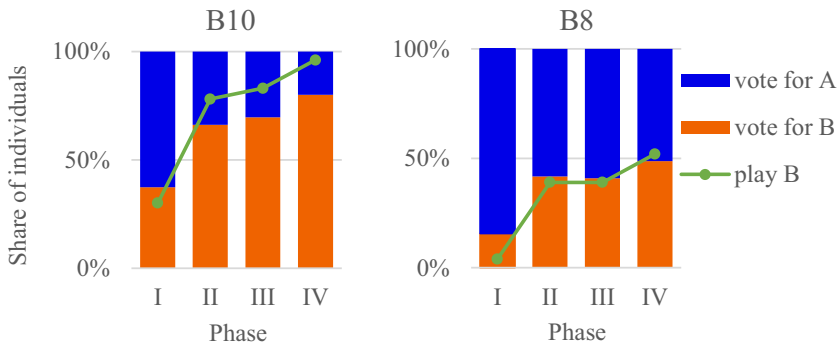 B10
B8
Share of individuals
100%
50%
0%
I II III IV
Phase
100%
50%
0%
I II III IV
Phase
vote for A
vote for B
play B